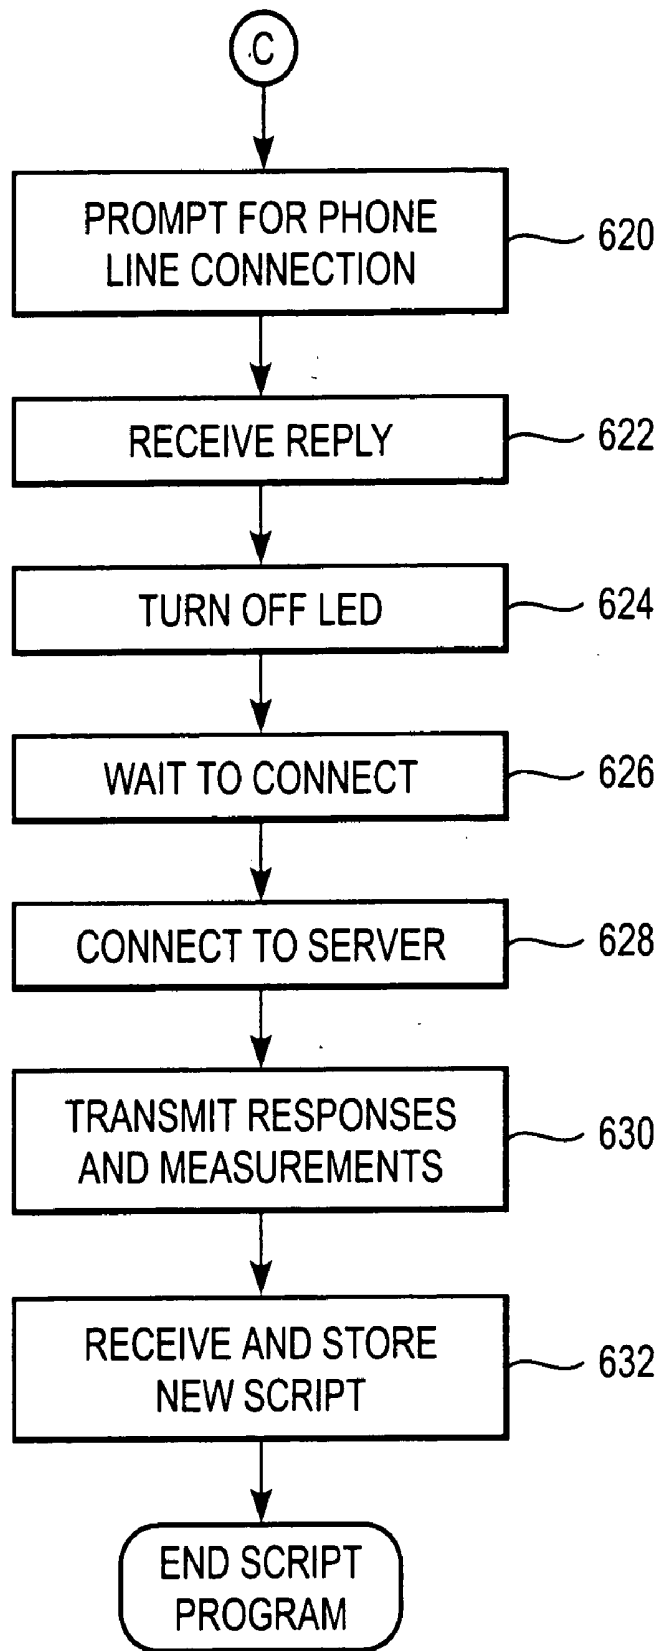 C
PROMPT FOR PHONE
LINE CONNECTION
620
RECEIVE REPLY
622
TURN OFF LED
624
WAIT TO CONNECT
626
CONNECT TO SERVER
628
TRANSMIT RESPONSES
AND MEASUREMENTS
630
RECEIVE AND STORE
NEW SCRIPT
632
END SCRIPT
PROGRAM